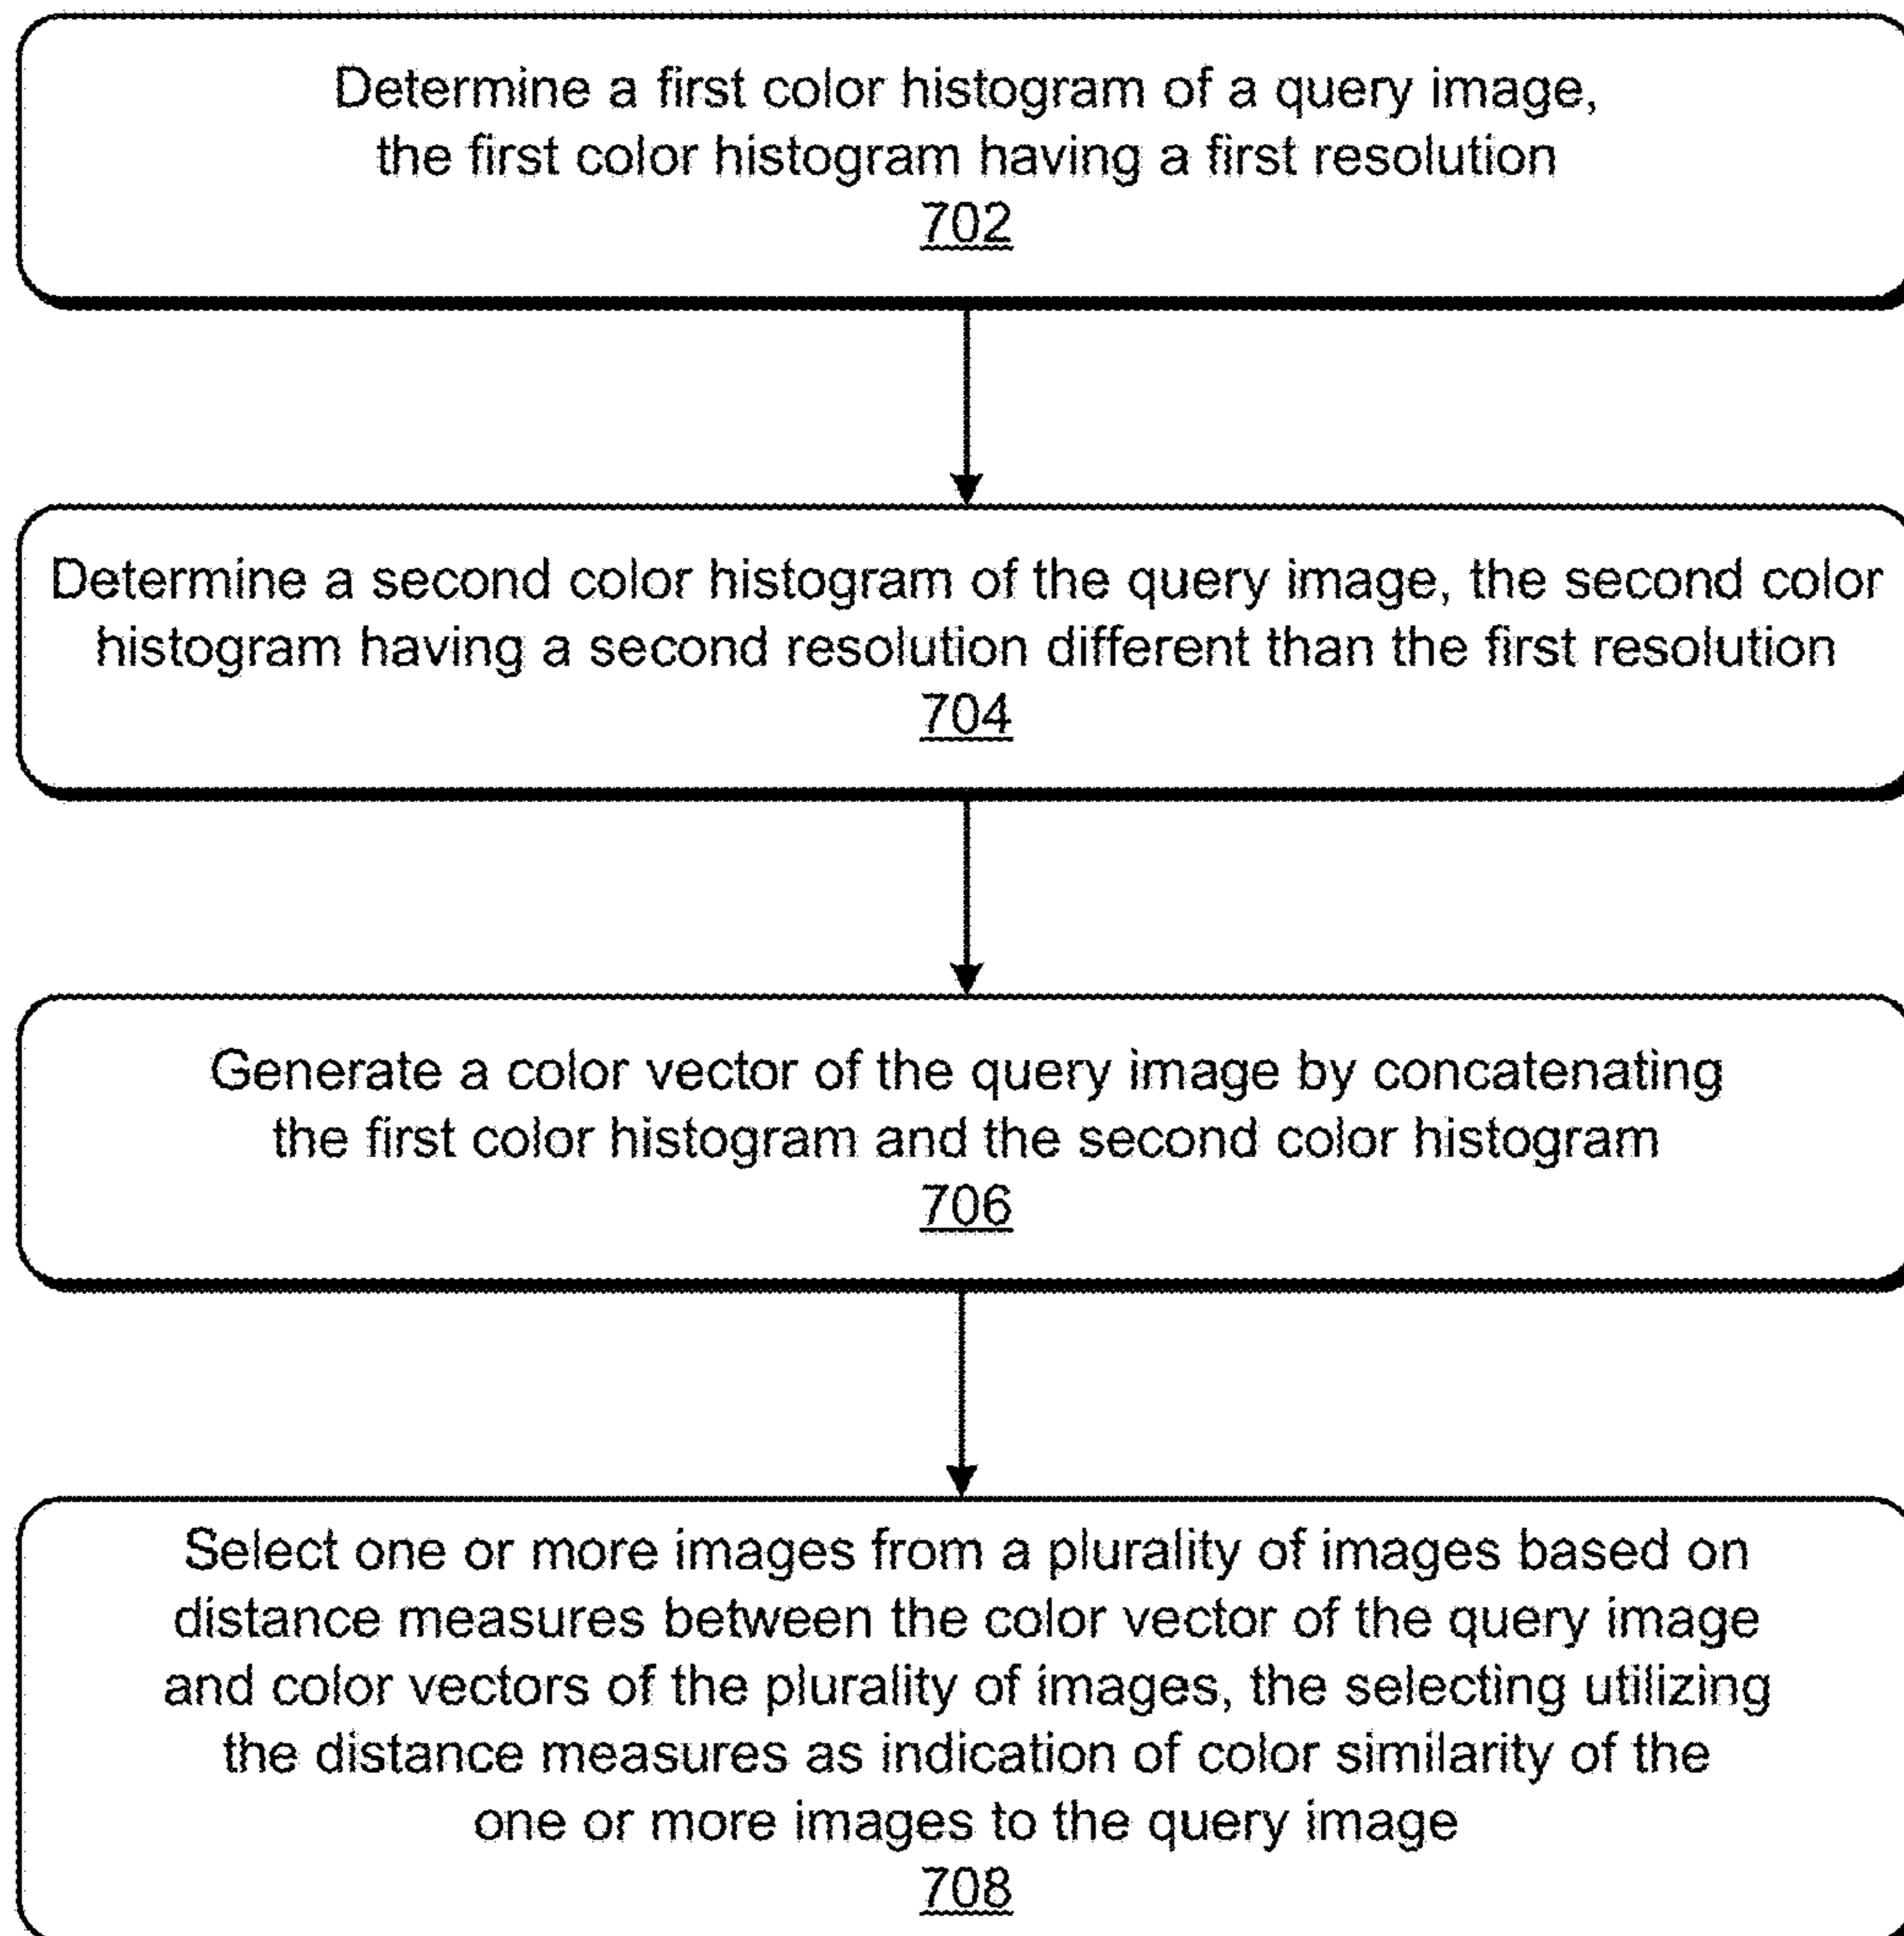 Determine a first color histogram of a query image,
the first color histogram having a first resolution
702
Determine a second color histogram of the query image, the second color
histogram having a second resolution different than the first resolution
704
Generate a color vector of the query image by concatenating
the first color histogram and the second color histogram
706
Select one or more images from a plurality of images based on
distance measures between the color vector of the query image
and color vectors of the plurality of images, the selecting utilizing
the distance measures as indication of color similarity of the
one or more images to the query image
708